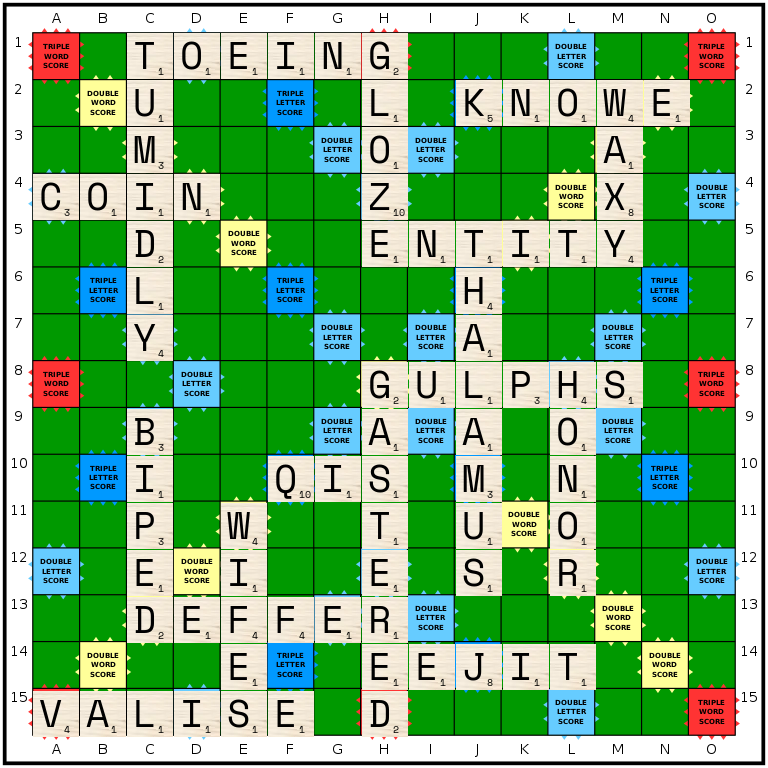 A B C D E F G H I J K L M N O
1 TRIPLE WORD SCORE T1 O1 E1 I1 N1 G2 DOUBLE LETTER SCORE TRIPLE WORD SCORE 1
2 DOUBLE WORD SCORE U1 TRIPLE LETTER SCORE L1 K5 N1 O1 W4 E1 2
3 M3 DOUBLE LETTER SCORE O1 DOUBLE LETTER SCORE A1 3
4 C3 O1 I1 N1 Z10 DOUBLE WORD SCORE X8 DOUBLE LETTER SCORE 4
5 D2 DOUBLE WORD SCORE E1 N1 T1 I1 T1 Y4 5
6 TRIPLE LETTER SCORE L1 TRIPLE LETTER SCORE H4 TRIPLE LETTER SCORE 6
7 Y4 DOUBLE LETTER SCORE DOUBLE LETTER SCORE A1 DOUBLE LETTER SCORE 7
8 TRIPLE WORD SCORE DOUBLE LETTER SCORE G2 U1 L1 P3 H4 S1 TRIPLE WORD SCORE 8
9 B3 DOUBLE LETTER SCORE A1 DOUBLE LETTER SCORE A1 O1 DOUBLE LETTER SCORE 9
10 TRIPLE LETTER SCORE I1 Q10 I1 S1 M3 N1 TRIPLE LETTER SCORE 10
11 P3 W4 T1 U1 DOUBLE WORD SCORE O1 11
12 DOUBLE LETTER SCORE E1 DOUBLE WORD SCORE I1 E1 S1 R1 DOUBLE LETTER SCORE 12
13 D2 E1 F4 F4 E1 R1 DOUBLE LETTER SCORE DOUBLE WORD SCORE 13
14 DOUBLE WORD SCORE E1 TRIPLE LETTER SCORE E1 E1 J8 I1 T1 DOUBLE WORD SCORE 14
15 V4 A1 L1 I1 S1 E1 D2 DOUBLE LETTER SCORE TRIPLE WORD SCORE 15
A B C D E F G H I J K L M N O